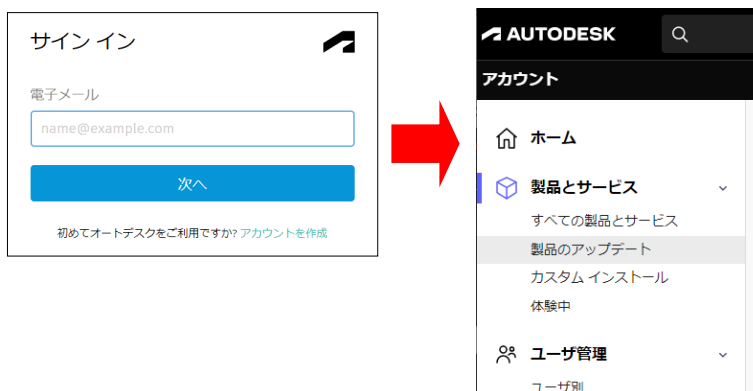 サイン イン
電子メール
name@example.com
次へ
初めてオートデスクをご利用ですか? アカウントを作成
AUTODESK
アカウント
ホーム
製品とサービス
すべての製品とサービス
製品のアップデート
カスタム インストール
体験中
ユーザ管理
ユーザ別